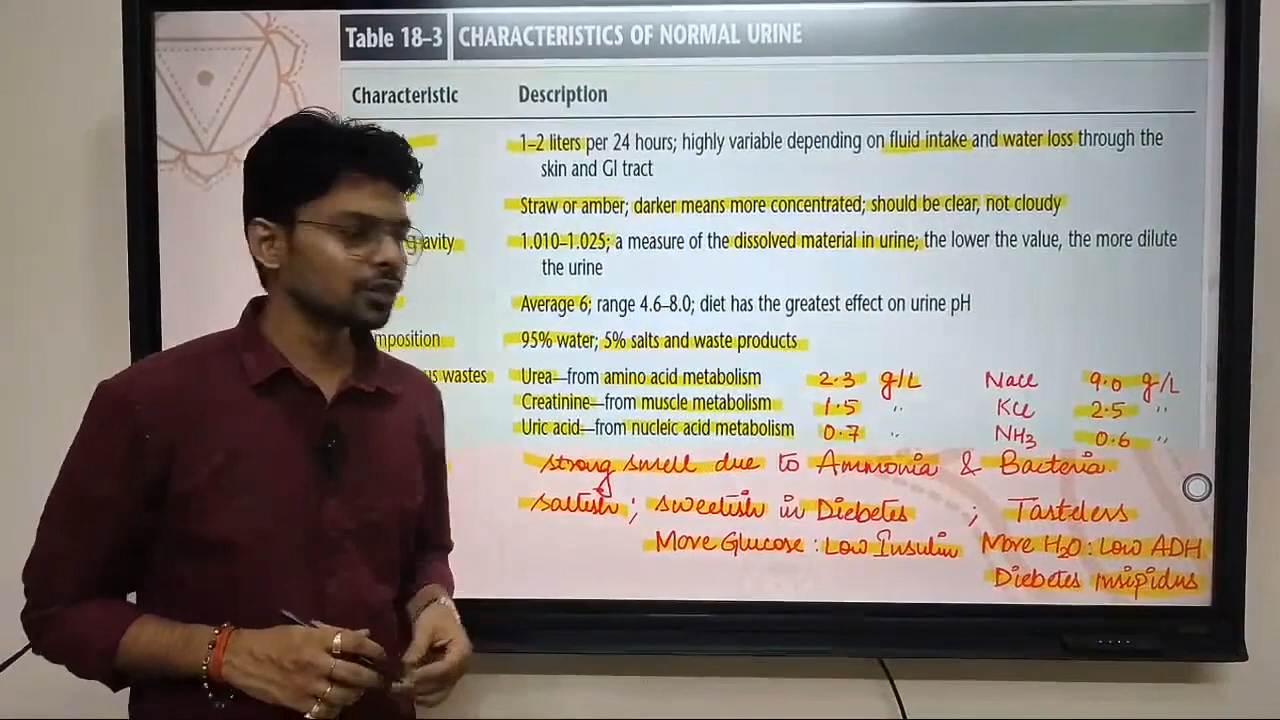 Table 18–3 CHARACTERISTICS OF NORMAL URINE
Characteristic Description
1–2 liters per 24 hours; highly variable depending on fluid intake and water loss through the
skin and GI tract
Straw or amber; darker means more concentrated; should be clear, not cloudy
1.010–1.025; a measure of the dissolved material in urine; the lower the value, the more dilute
the urine
Average 6; range 4.6–8.0; diet has the greatest effect on urine pH
95% water; 5% salts and waste products
wastes Urea—from amino acid metabolism 2.3 g/L Nacl 9.0 g/L
Creatinine—from muscle metabolism 1.5 " Kcl 2.5 "
Uric acid—from nucleic acid metabolism 0.7 " NH3 0.6 "
strong smell due to Ammonia & Bacteria.
saltish; sweetish in Diabetes ; Tasteless
More Glucose: Low Insulin More H2O: Low ADH
Diebetes insipidus